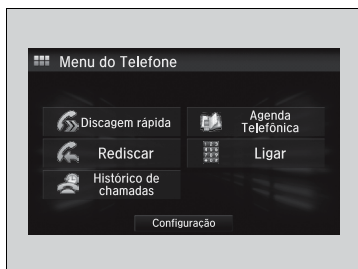 Menu do Telefone
Discagem rápida
Agenda
Telefônica
Rediscar
Ligar
Histórico de
chamadas
Configuração